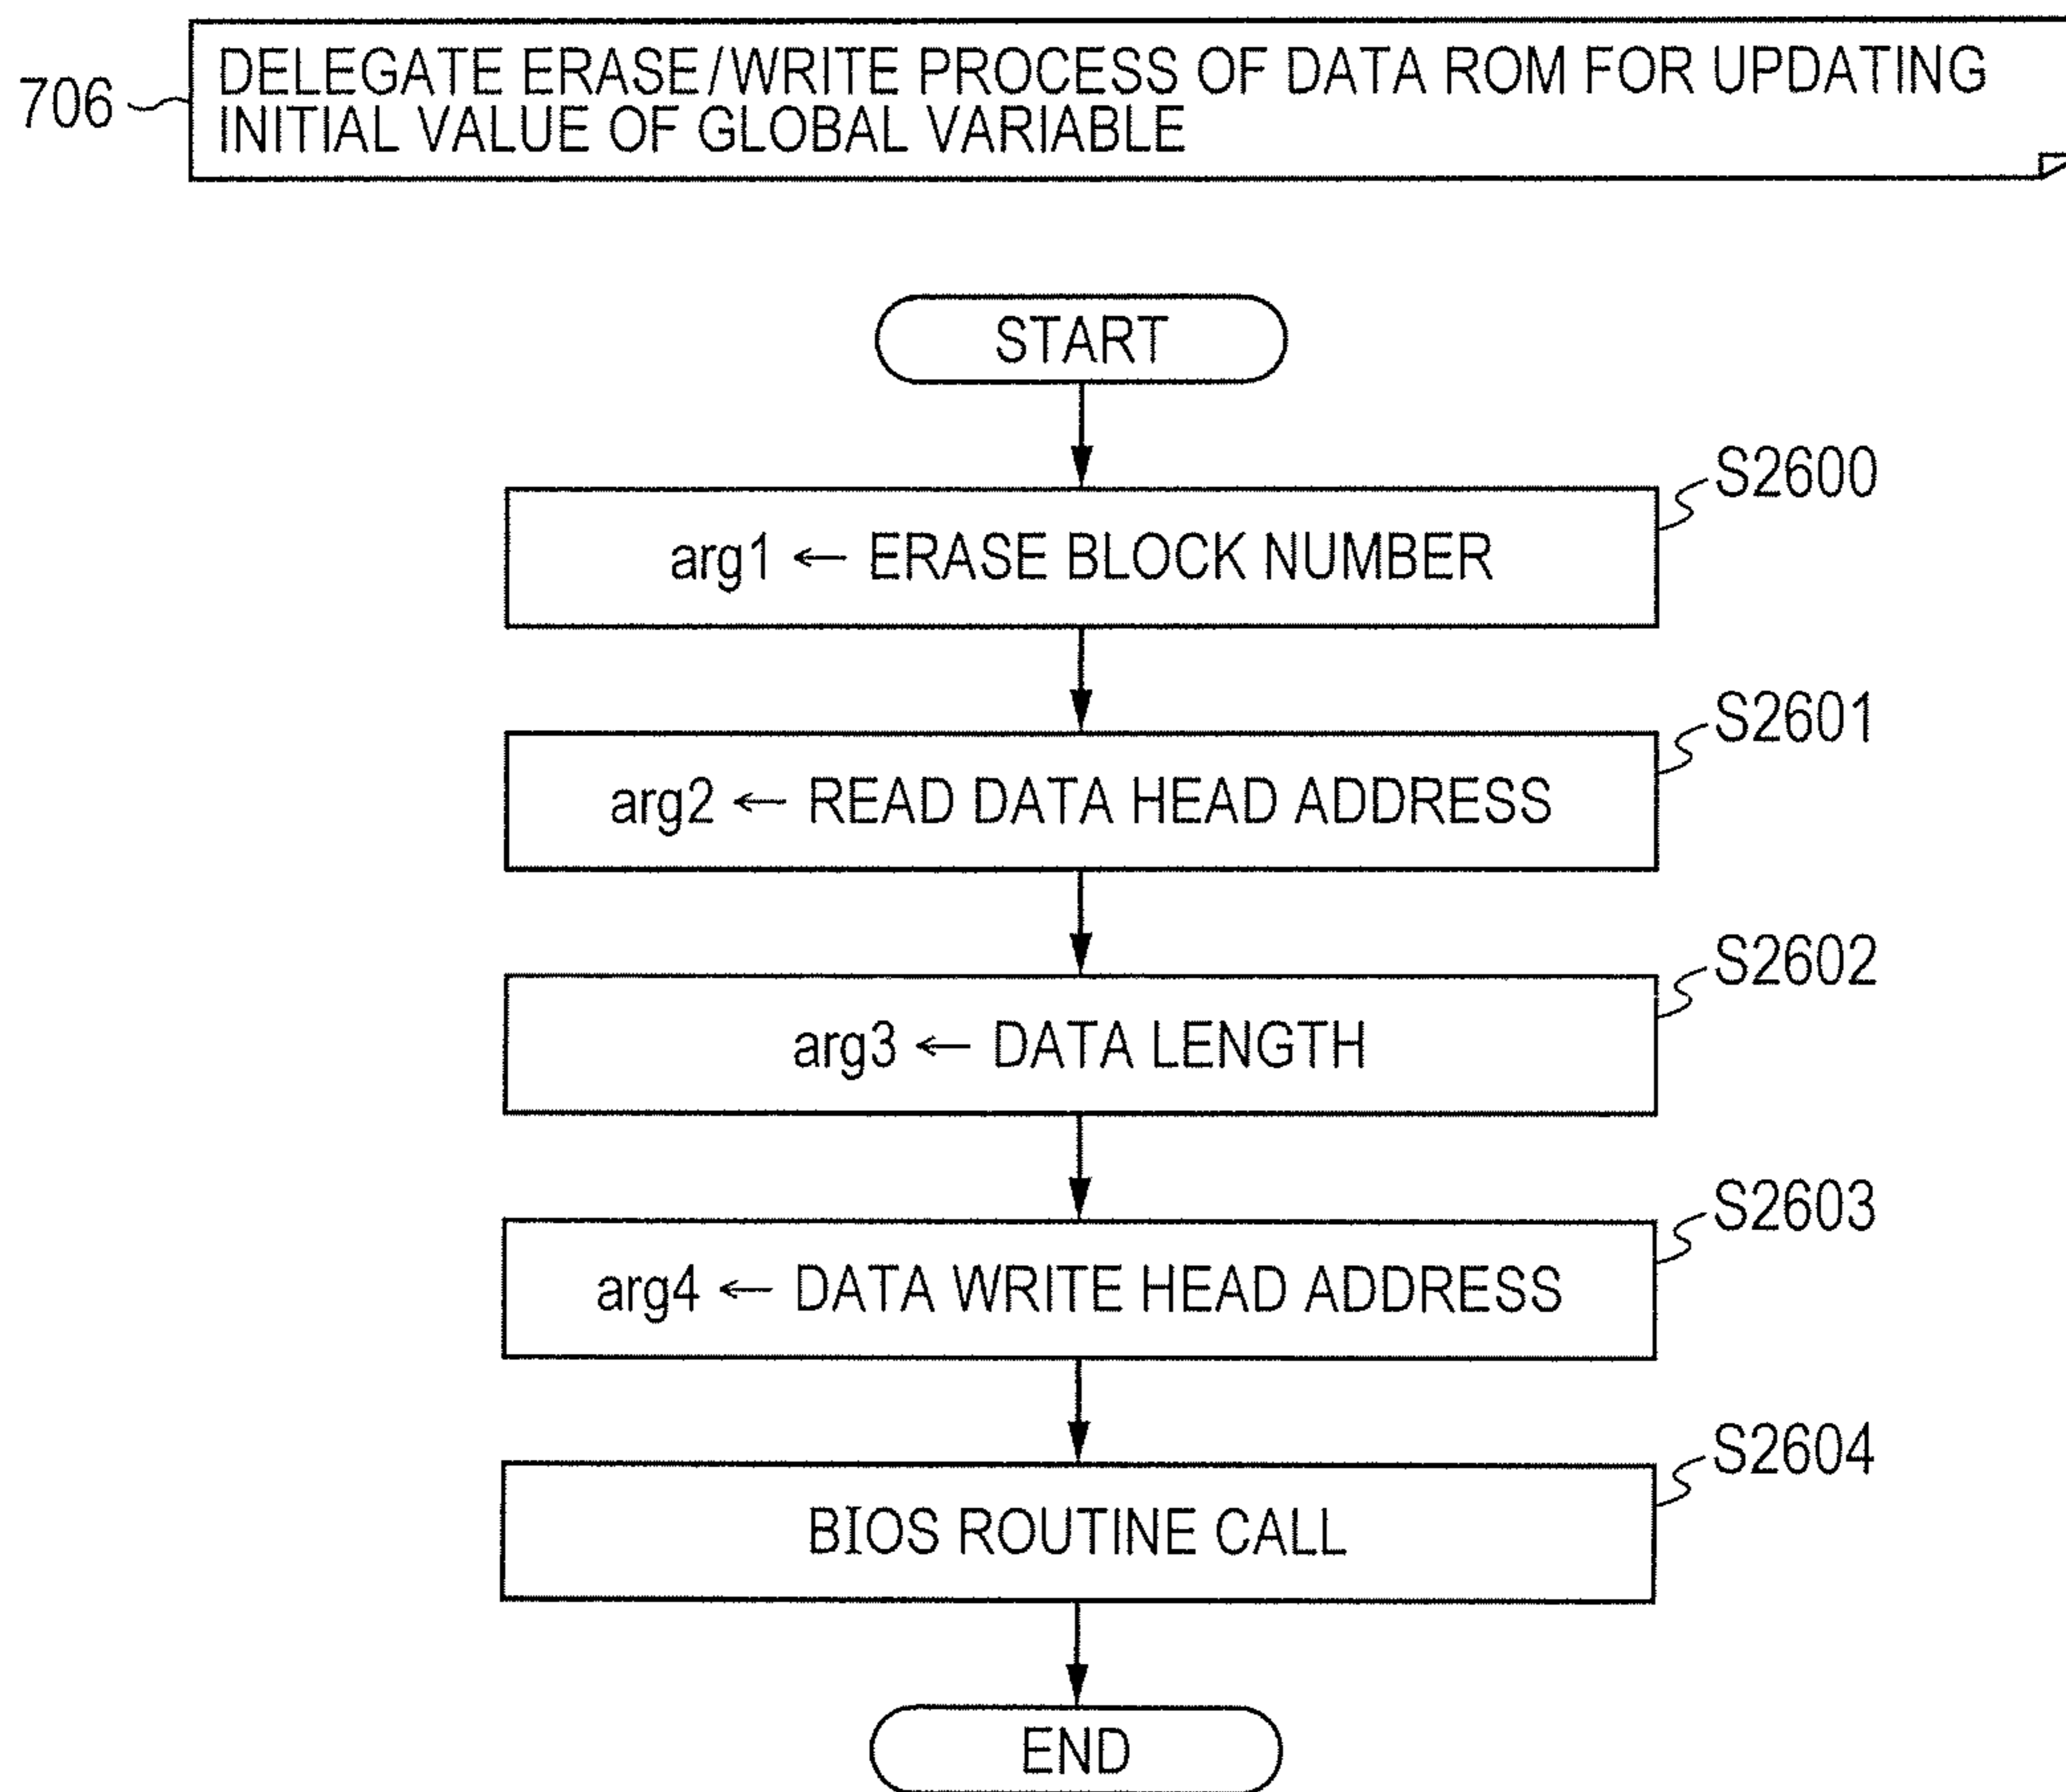 706
DELEGATE ERASE/WRITE PROCESS OF DATA ROM FOR UPDATING
INITIAL VALUE OF GLOBAL VARIABLE
START
S2600
arg1 ← ERASE BLOCK NUMBER
S2601
arg2 ← READ DATA HEAD ADDRESS
S2602
arg3 ← DATA LENGTH
S2603
arg4 ← DATA WRITE HEAD ADDRESS
S2604
BIOS ROUTINE CALL
END